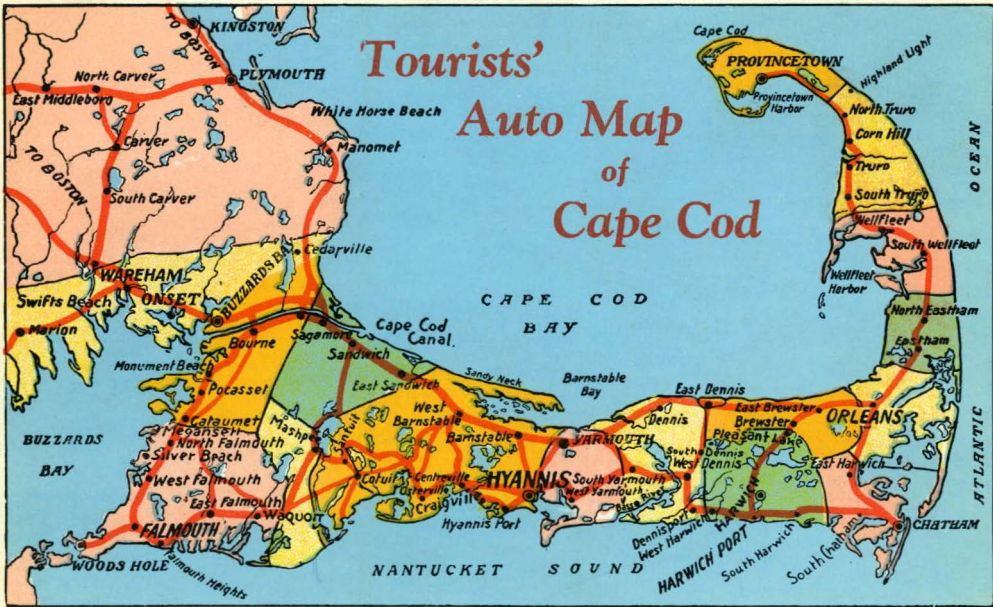 Tourists'
Auto Map
of
Cape Cod
TO BOSTON
KINGSTON
PLYMOUTH
North Carver
East Middleboro
White Horse Beach
Carver
Manomet
TO BOSTON
South Carver
Cedarville
WAREHAM
BUZZARDS BAY
Swifts Beach
ONSET
Marion
Bourne
Sagamore
Cape Cod
Canal.
Sandwich
East Sandwich
Monument Beach
Pocasset
Cataumet
Megansett
North Falmouth
Silver Beach
West Falmouth
East Falmouth
FALMOUTH
Waquoit
WOODS HOLE
Falmouth Heights
BUZZARDS
BAY
Mashpee
Santuit
Cotuit
West
Barnstable
Barnstable
Centreville
Osterville
Craigville
HYANNIS
Hyannis Port
Sandy Neck
Barnstable
Bay
CAPE COD
BAY
YARMOUTH
South Yarmouth
West Yarmouth
Bass River
East Dennis
Dennis
South Dennis
West Dennis
Dennisport
West Harwich
HARWICH
HARWICH PORT
South Harwich
South Chatham
East Brewster
Brewster
Pleasant Lake
ORLEANS
East Harwich
CHATHAM
Cape Cod
PROVINCETOWN
Provincetown
Harbor
Highland Light
North Truro
Corn Hill
Truro
South Truro
Wellfleet
South Wellfleet
Wellfleet
Harbor
North Eastham
Eastham
ATLANTIC OCEAN
NANTUCKET SOUND